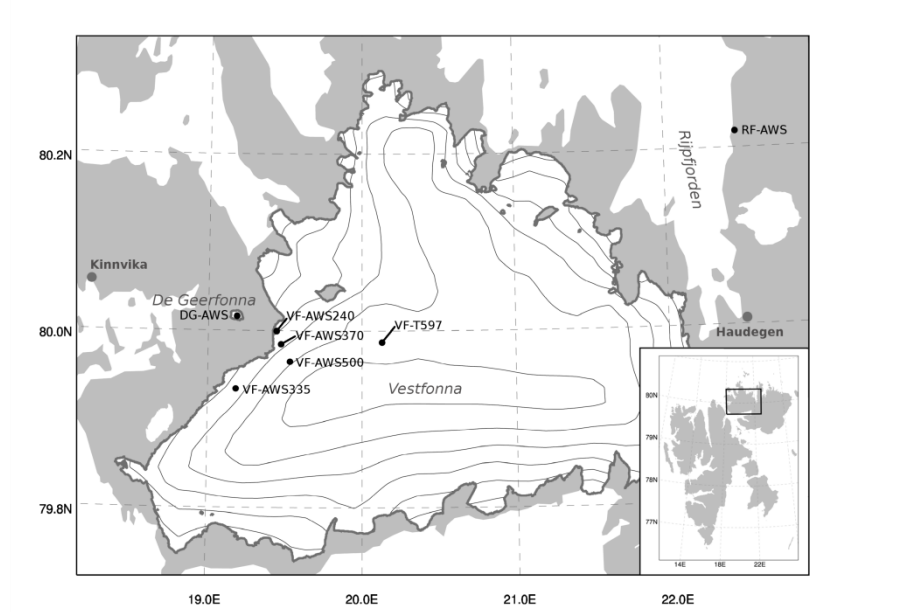 80.2N
RF-AWS
Rijpfjorden
Kinnvika
De Geerfonna
DG-AWS
VF-AWS240
VF-T597
80.0N
VF-AWS370
Haudegen
VF-AWS500
VF-AWS335
Vestfonna
80N
79N
78N
77N
14E 18E 22E
79.8N
19.0E 20.0E 21.0E 22.0E